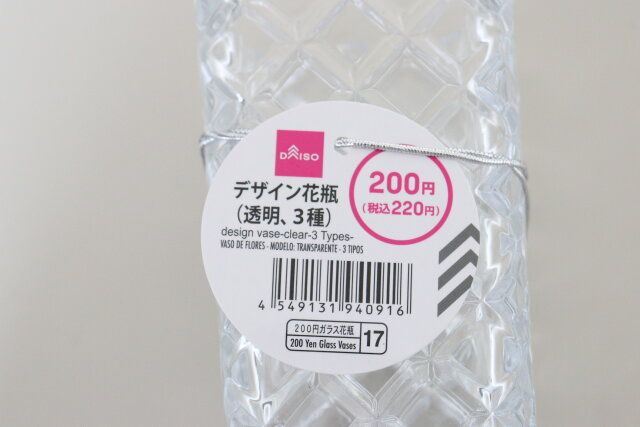 DAISO
デザイン花瓶
(透明、3種)
design vase-clear-3 Types-
VASO DE FLORES - MODELO: TRANSPARENTE - 3 TIPOS
200円
(税込220円)
4 549131 940916
200円ガラス花瓶
200 Yen Glass Vases
17